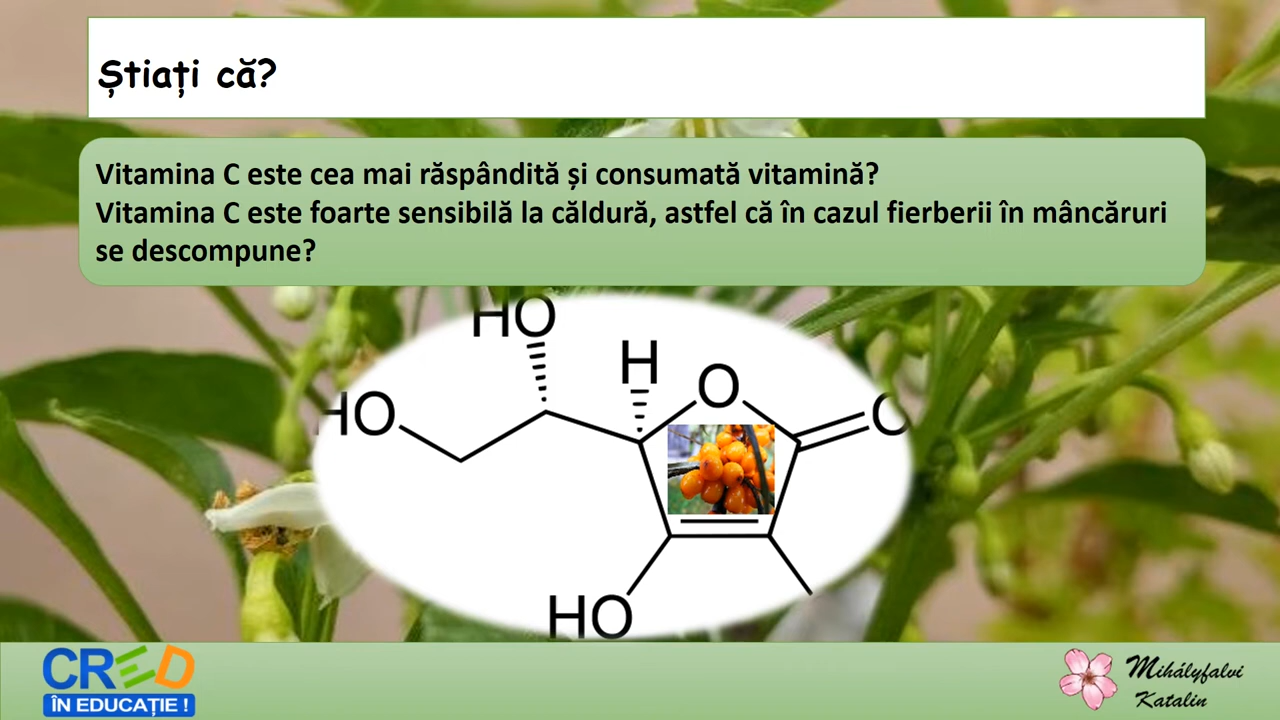 Știați că?
Vitamina C este cea mai răspândită și consumată vitamină?
Vitamina C este foarte sensibilă la căldură, astfel că în cazul fierberii în mâncăruri
se descompune?
HO
H
O
HO
O
HO
CRED
ÎN EDUCAȚIE !
Mihályfalvi
Katalin